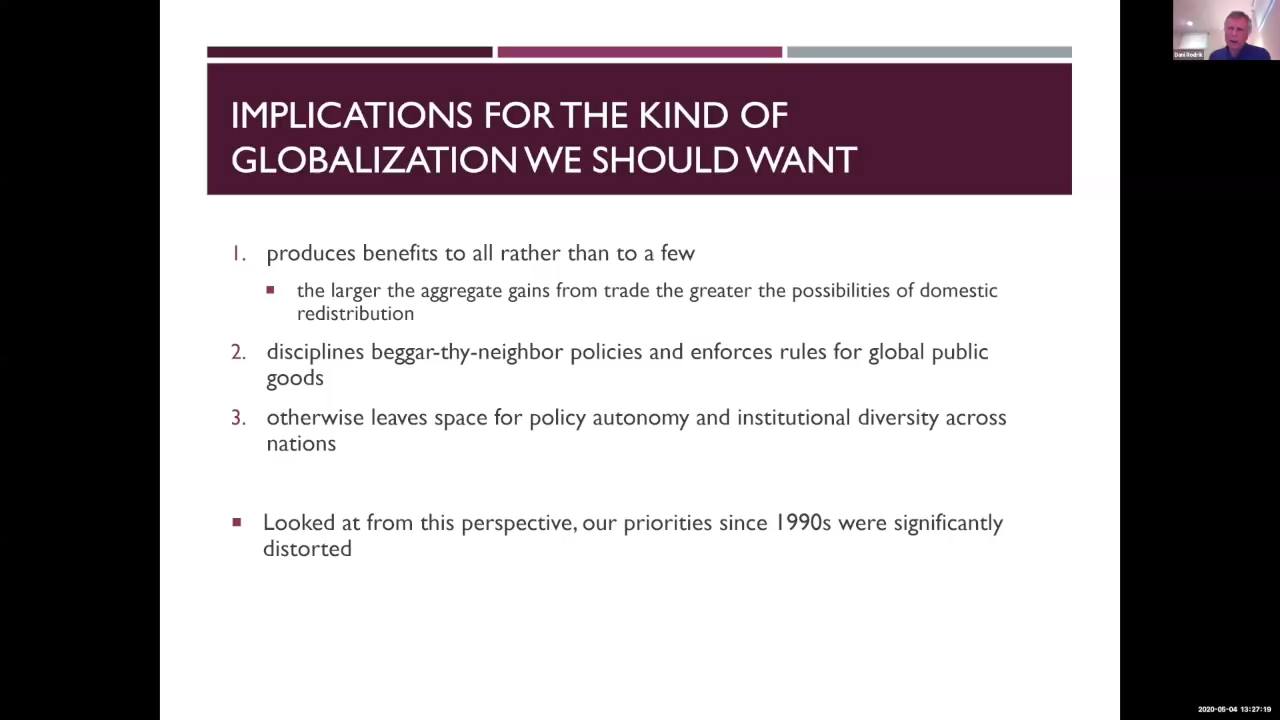 Dani Rodrik
IMPLICATIONS FOR THE KIND OF
GLOBALIZATION WE SHOULD WANT
1. produces benefits to all rather than to a few
▪ the larger the aggregate gains from trade the greater the possibilities of domestic
redistribution
2. disciplines beggar-thy-neighbor policies and enforces rules for global public
goods
3. otherwise leaves space for policy autonomy and institutional diversity across
nations
▪ Looked at from this perspective, our priorities since 1990s were significantly
distorted
2020-05-04 13:27:19